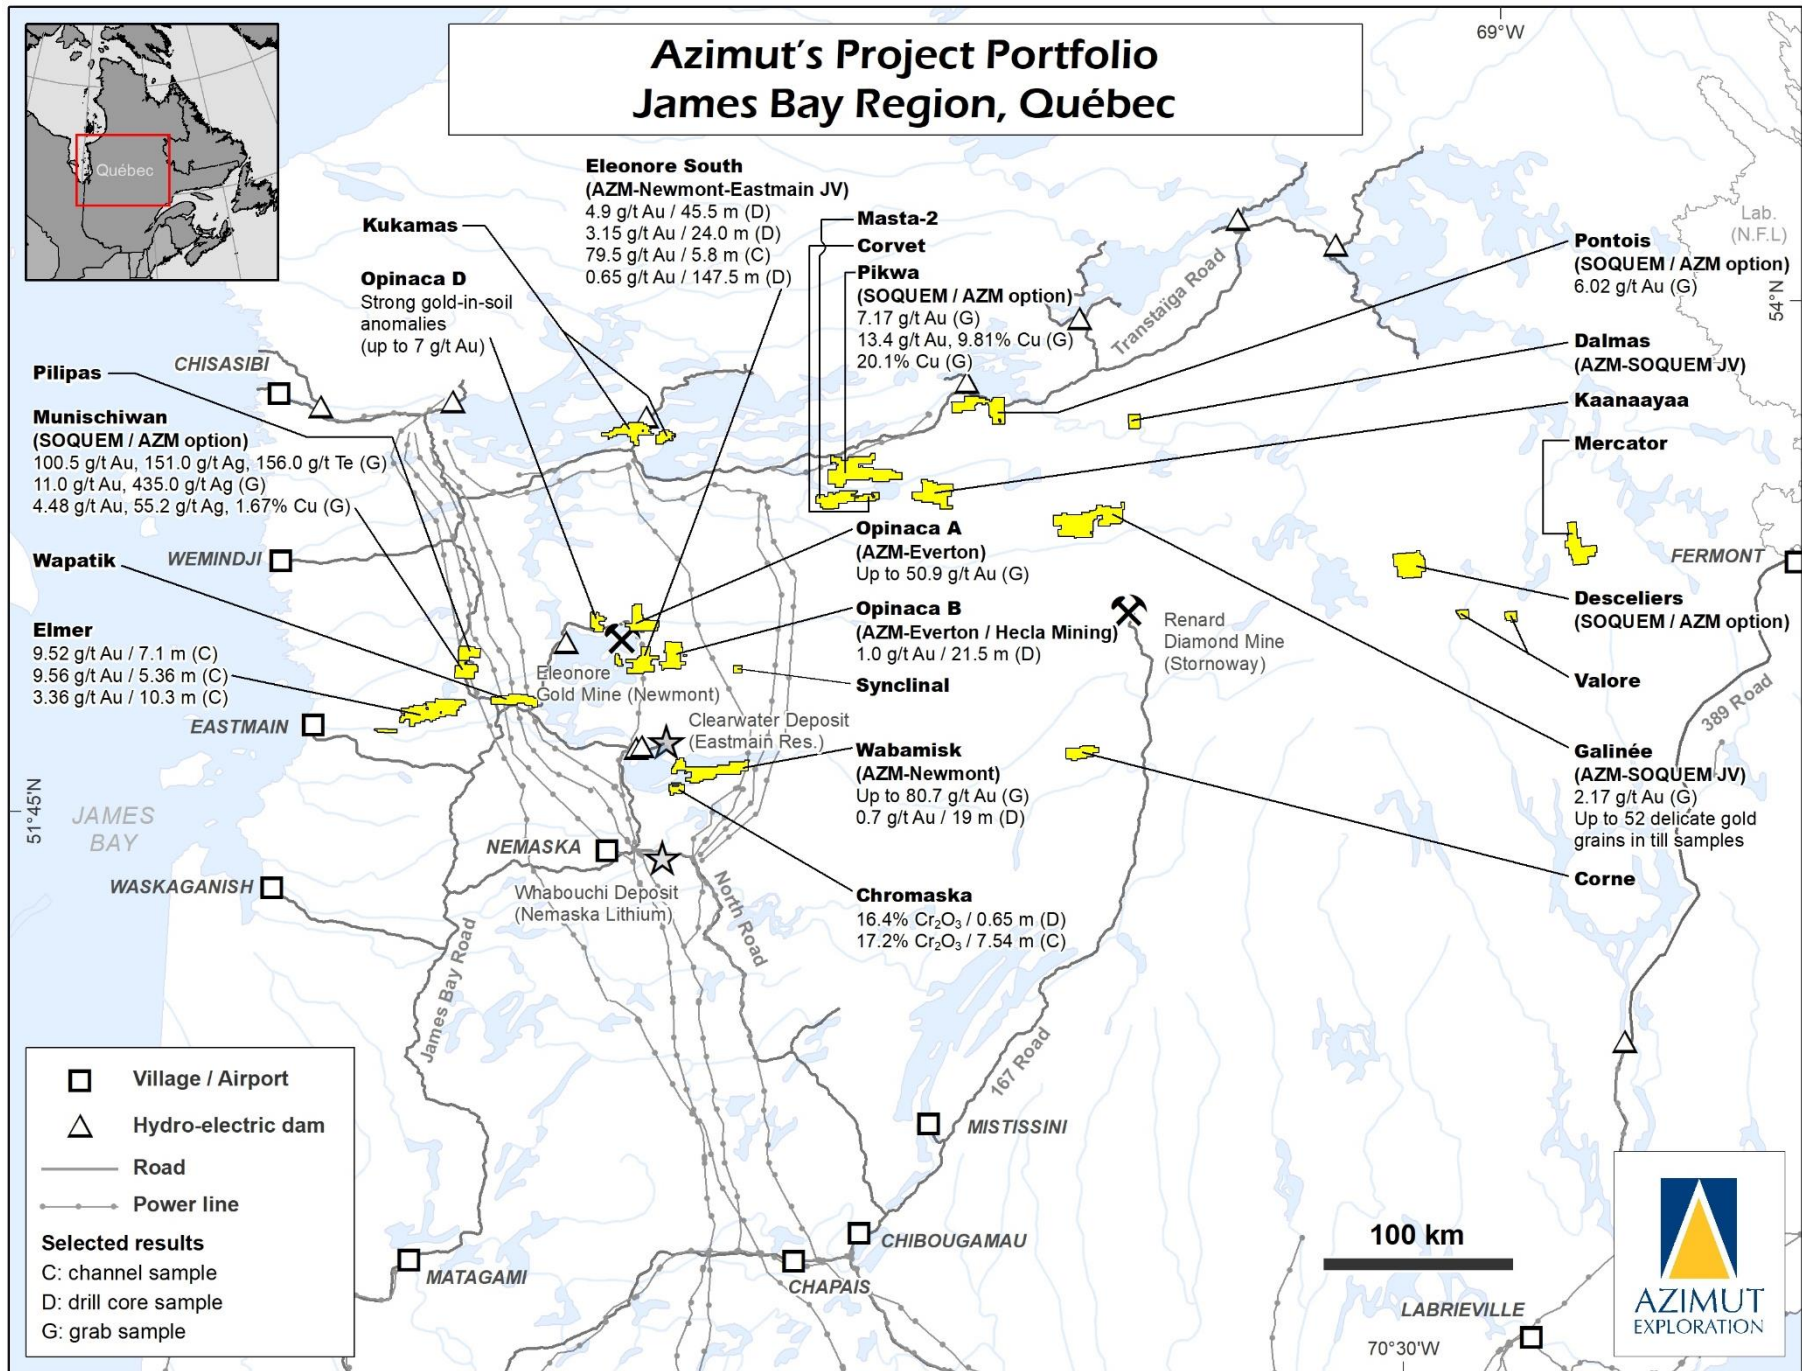 Azimut's Project Portfolio
James Bay Region, Québec
Québec
69°W
54°N
51°45'N
70°30'W
Lab.
(N.F.L)
Eleonore South
(AZM-Newmont-Eastmain JV)
4.9 g/t Au / 45.5 m (D)
3.15 g/t Au / 24.0 m (D)
79.5 g/t Au / 5.8 m (C)
0.65 g/t Au / 147.5 m (D)
Kukamas
Opinaca D
Strong gold-in-soil
anomalies
(up to 7 g/t Au)
Masta-2
Corvet
Pikwa
(SOQUEM / AZM option)
7.17 g/t Au (G)
13.4 g/t Au, 9.81% Cu (G)
20.1% Cu (G)
Transtaïga Road
Pontois
(SOQUEM / AZM option)
6.02 g/t Au (G)
Dalmas
(AZM-SOQUEM JV)
Kaanaayaa
Mercator
FERMONT
Desceliers
(SOQUEM / AZM option)
Valore
389 Road
Galinée
(AZM-SOQUEM JV)
2.17 g/t Au (G)
Up to 52 delicate gold
grains in till samples
Corne
CHISASIBI
Pilipas
Munischiwan
(SOQUEM / AZM option)
100.5 g/t Au, 151.0 g/t Ag, 156.0 g/t Te (G)
11.0 g/t Au, 435.0 g/t Ag (G)
4.48 g/t Au, 55.2 g/t Ag, 1.67% Cu (G)
Wapatik
WEMINDJI
Elmer
9.52 g/t Au / 7.1 m (C)
9.56 g/t Au / 5.36 m (C)
3.36 g/t Au / 10.3 m (C)
EASTMAIN
JAMES
BAY
WASKAGANISH
NEMASKA
Opinaca A
(AZM-Everton)
Up to 50.9 g/t Au (G)
Opinaca B
(AZM-Everton / Hecla Mining)
1.0 g/t Au / 21.5 m (D)
Synclinal
Eleonore
Gold Mine (Newmont)
Clearwater Deposit
(Eastmain Res.)
Renard
Diamond Mine
(Stornoway)
Wabamisk
(AZM-Newmont)
Up to 80.7 g/t Au (G)
0.7 g/t Au / 19 m (D)
Chromaska
16.4% Cr₂O₃ / 0.65 m (D)
17.2% Cr₂O₃ / 7.54 m (C)
Whabouchi Deposit
(Nemaska Lithium)
North Road
James Bay Road
167 Road
MISTISSINI
CHIBOUGAMAU
CHAPAIS
MATAGAMI
LABRIEVILLE
Village / Airport
Hydro-electric dam
Road
Power line
Selected results
C: channel sample
D: drill core sample
G: grab sample
100 km
AZIMUT
EXPLORATION